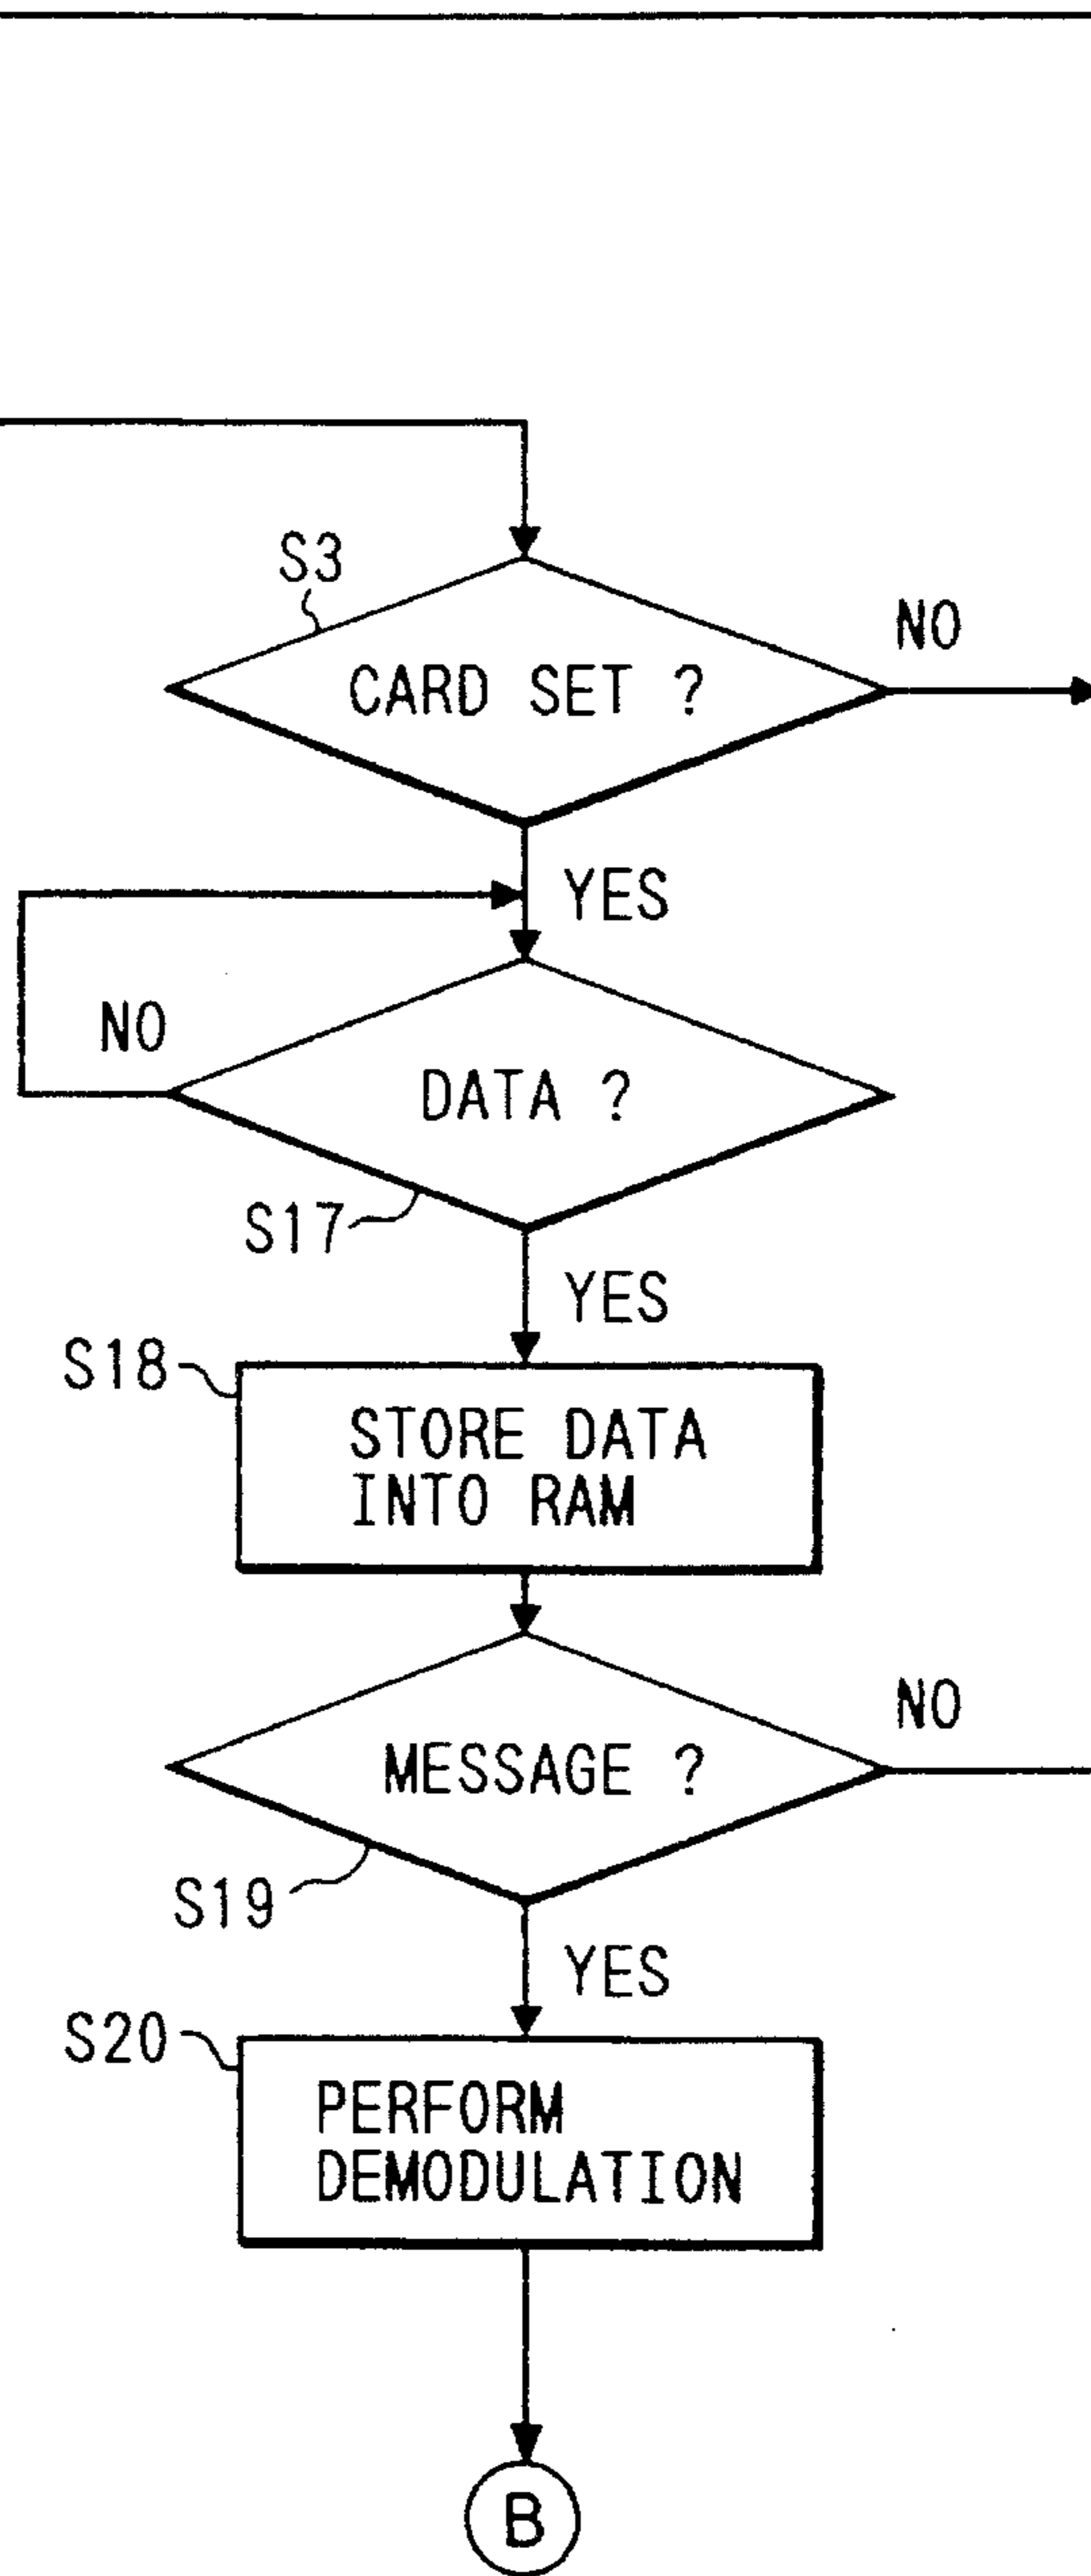 S3
NO
CARD SET ?
YES
NO
DATA ?
S17
YES
S18
STORE DATA
INTO RAM
NO
MESSAGE ?
S19
YES
S20
PERFORM
DEMODULATION
B